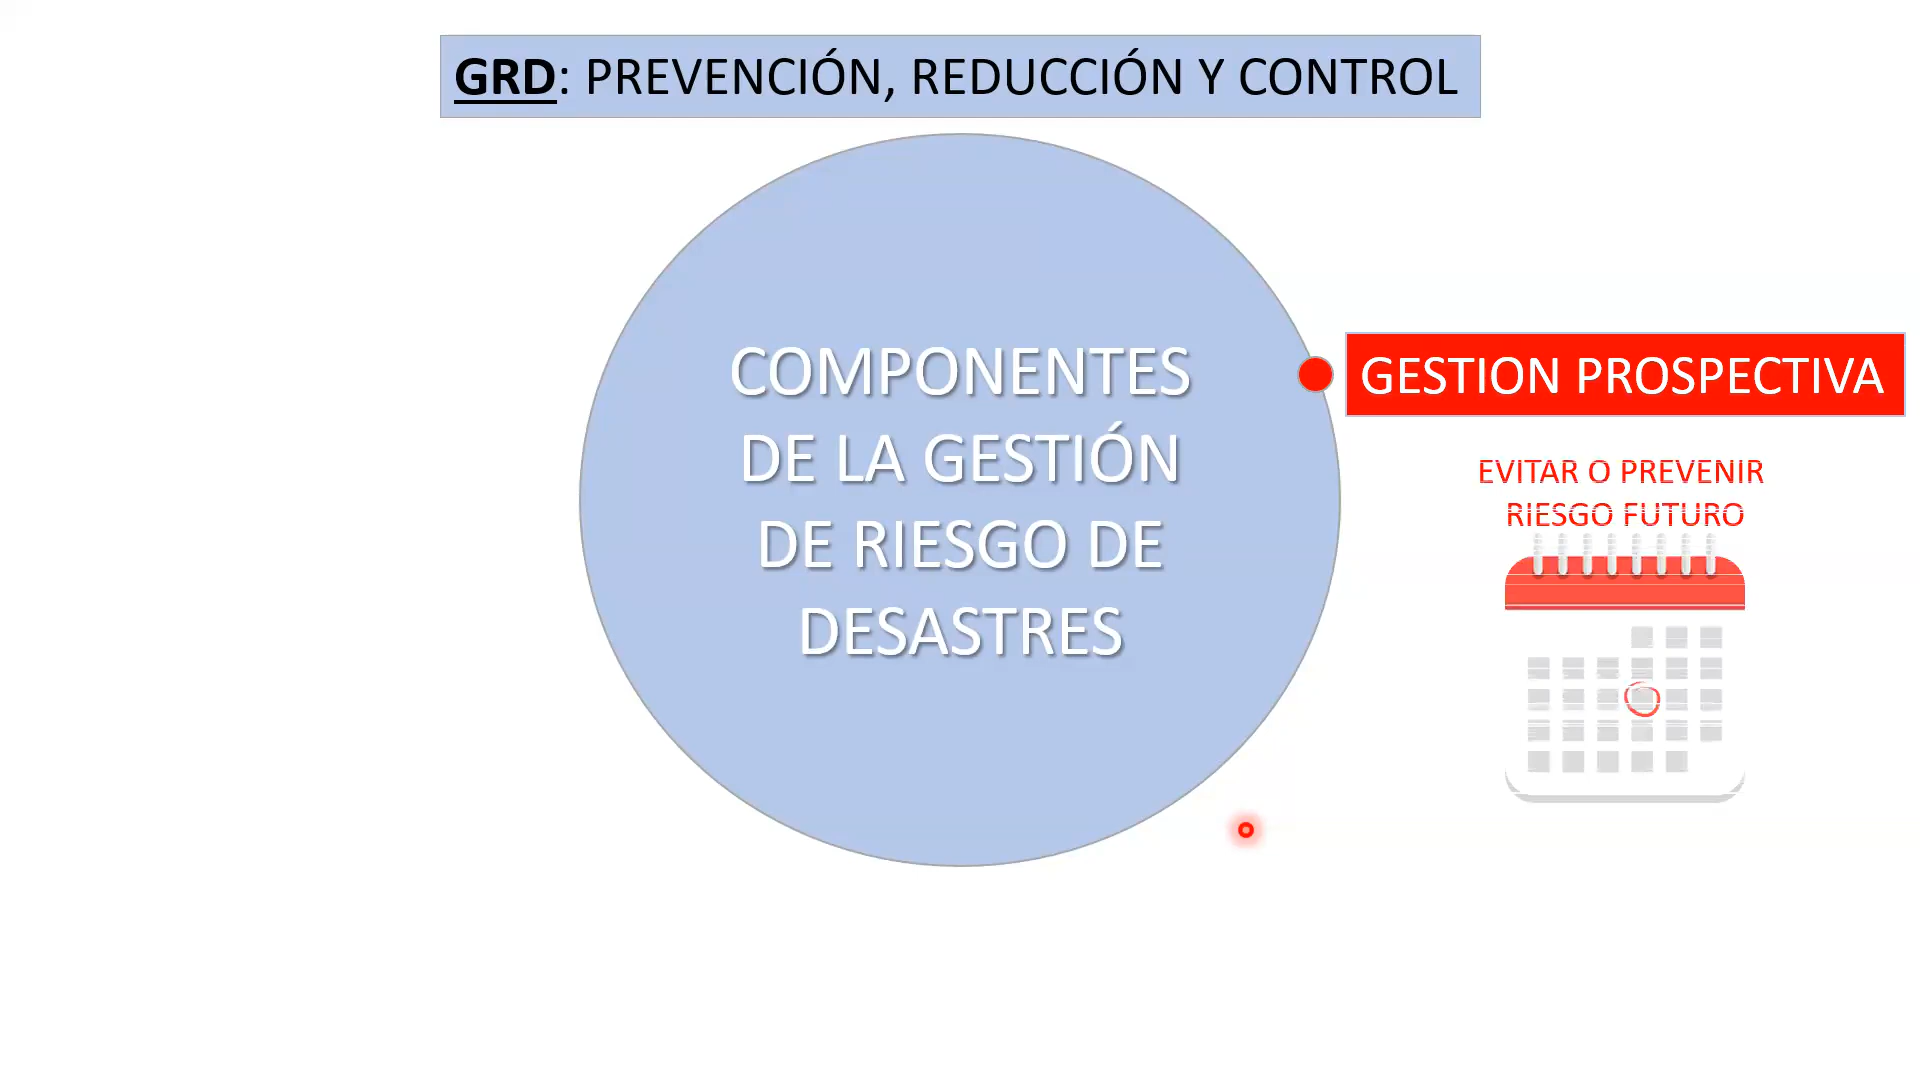 GRD: PREVENCIÓN, REDUCCIÓN Y CONTROL
COMPONENTES
DE LA GESTIÓN
DE RIESGO DE
DESASTRES
GESTION PROSPECTIVA
EVITAR O PREVENIR
RIESGO FUTURO